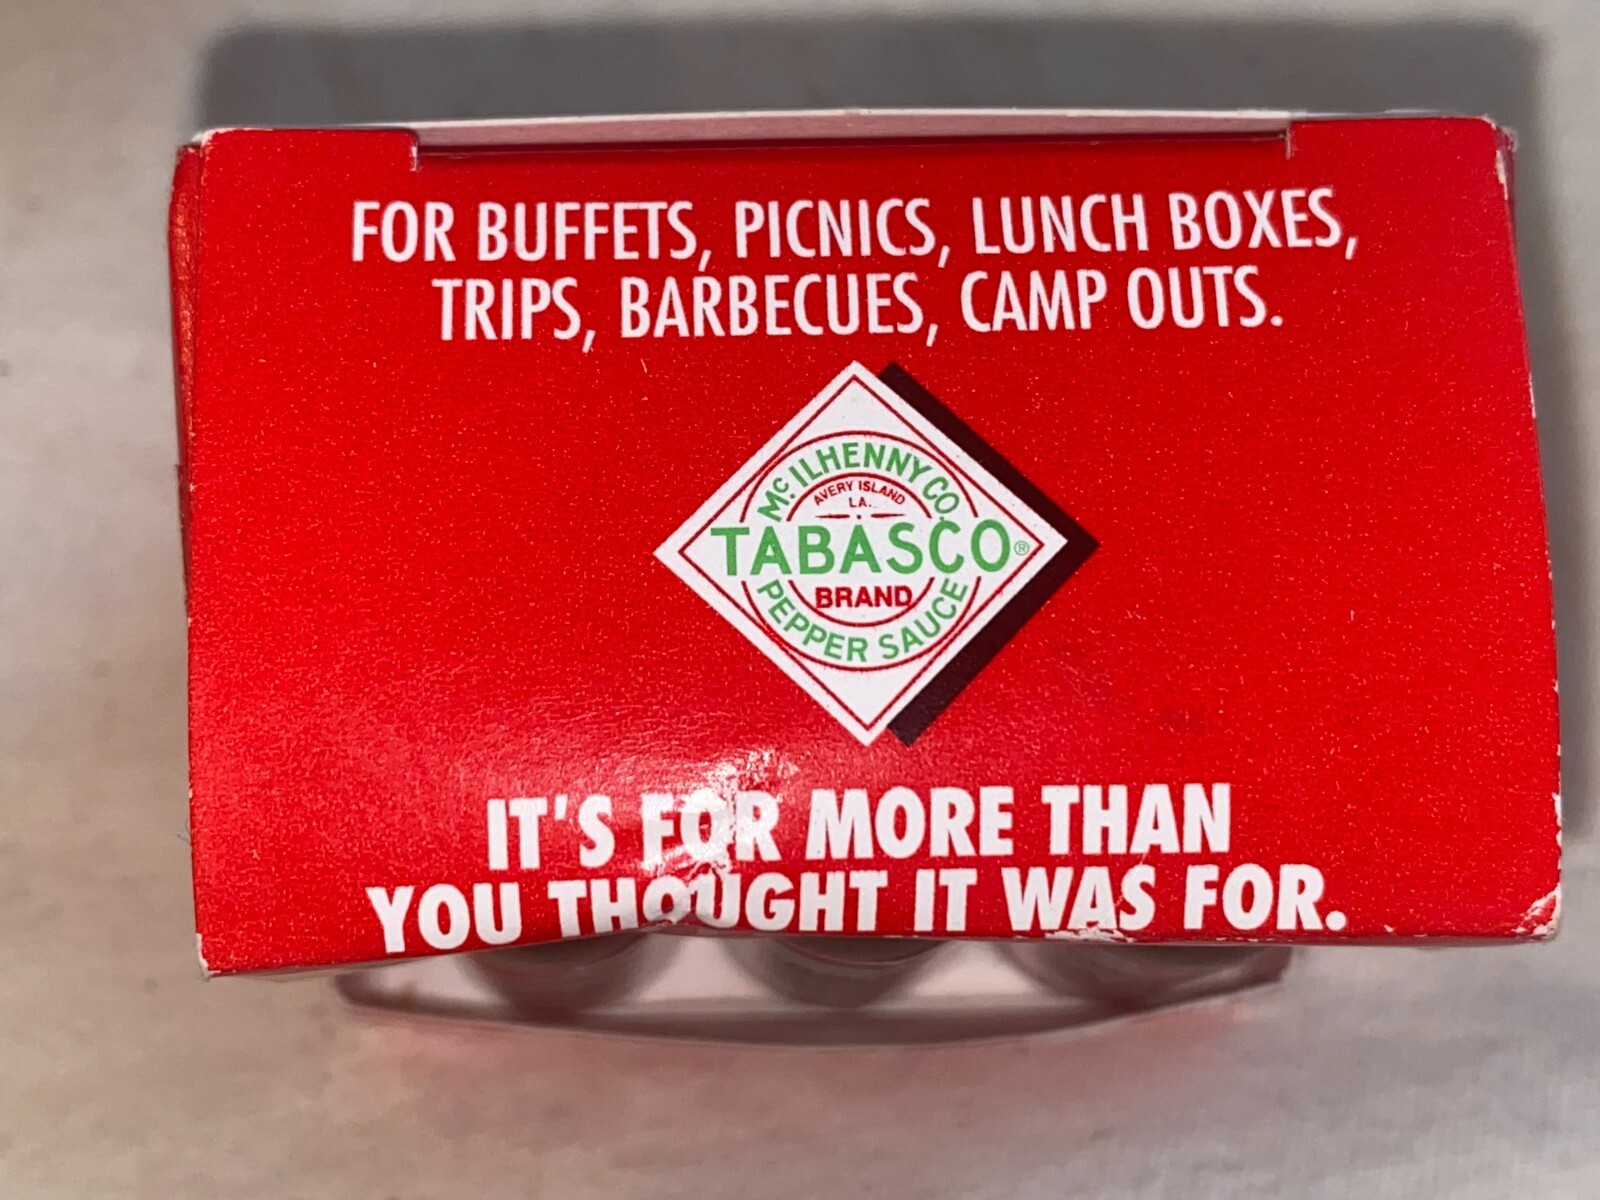 FOR BUFFETS, PICNICS, LUNCH BOXES,
TRIPS, BARBECUES, CAMP OUTS.
McILHENNY CO.
AVERY ISLAND
LA.
TABASCO®
BRAND
PEPPER SAUCE
IT'S FOR MORE THAN
YOU THOUGHT IT WAS FOR.